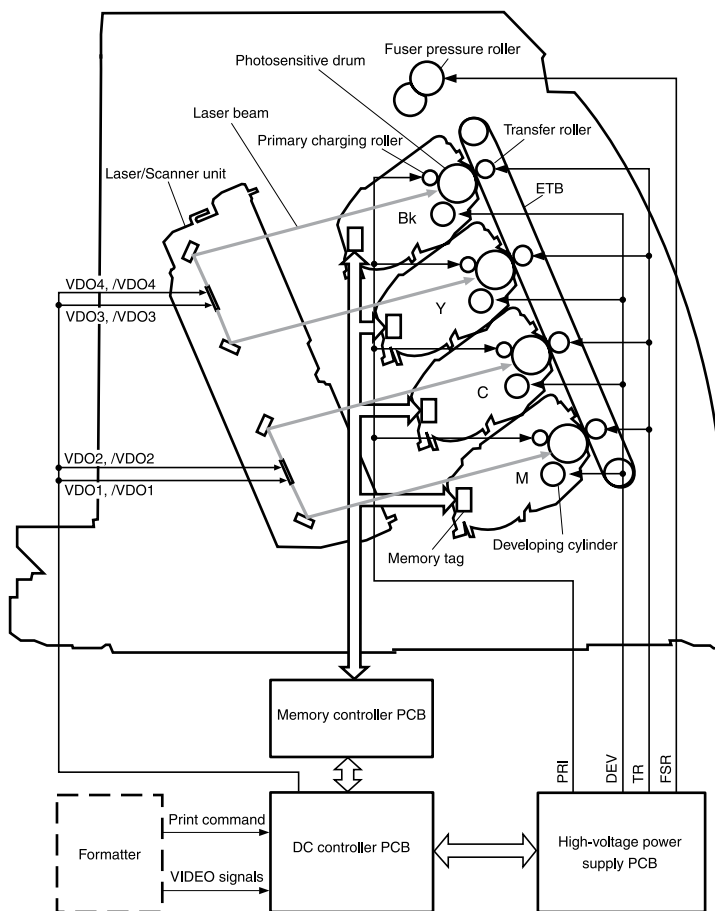 Fuser pressure roller
Photosensitive drum
Laser beam
Transfer roller
Primary charging roller
Laser/Scanner unit
ETB
Bk
VDO4, /VDO4
VDO3, /VDO3
Y
C
VDO2, /VDO2
VDO1, /VDO1
M
Developing cylinder
Memory tag
Memory controller PCB
PRI
DEV
TR
FSR
Print command
Formatter
DC controller PCB
High-voltage power
supply PCB
VIDEO signals